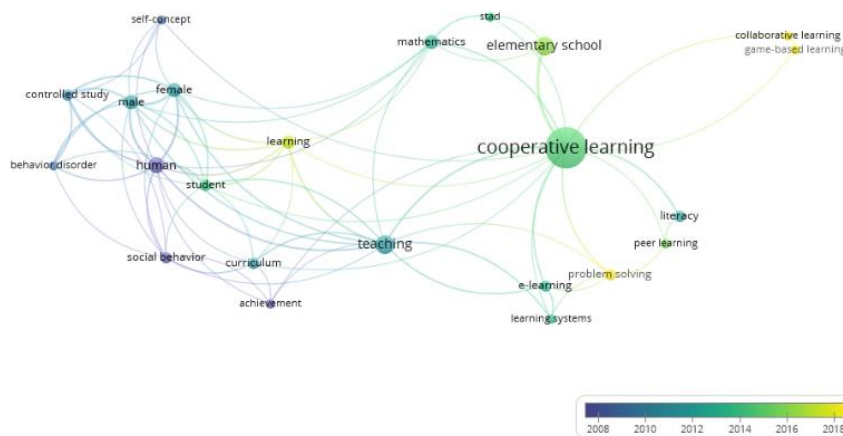 self-concept
stad
mathematics
elementary school
collaborative learning
game-based learning
controlled study
female
male
learning
cooperative learning
behavior disorder
human
student
literacy
teaching
peer learning
social behavior
curriculum
problem solving
e-learning
achievement
learning systems
2008 2010 2012 2014 2016 2018